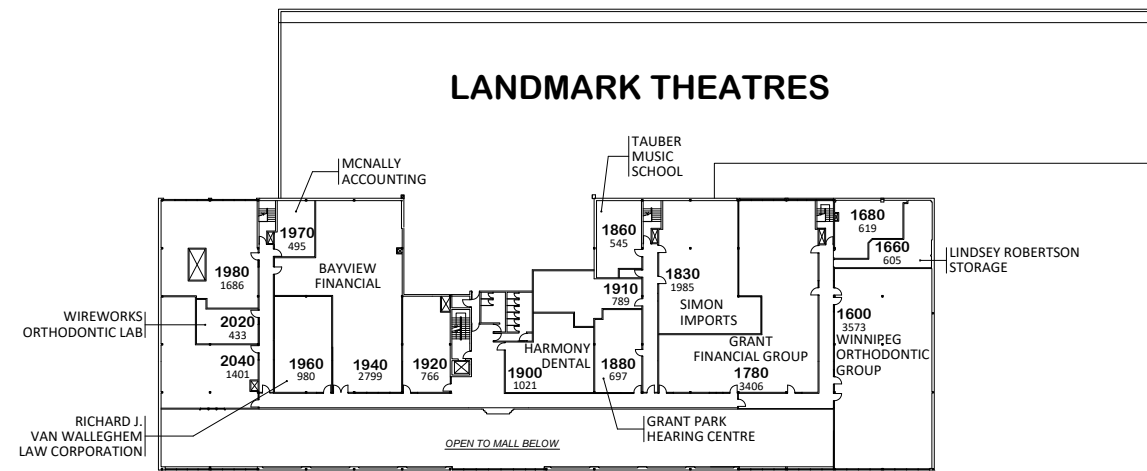 LANDMARK THEATRES
TAUBER
MUSIC
SCHOOL
MCNALLY
ACCOUNTING
1970
495
1860
545
1680
619
1660
605
LINDSEY ROBERTSON
STORAGE
1980
1686
BAYVIEW
FINANCIAL
1830
1985
1910
789
SIMON
IMPORTS
WIREWORKS
ORTHODONTIC LAB
2020
433
1600
3573
WINNIPEG
ORTHODONTIC
GROUP
HARMONY
DENTAL
GRANT
FINANCIAL GROUP
2040
1401
1960
980
1940
2799
1920
766
1900
1021
1880
697
1780
3406
RICHARD J.
VAN WALLEGHEM
LAW CORPORATION
GRANT PARK
HEARING CENTRE
OPEN TO MALL BELOW